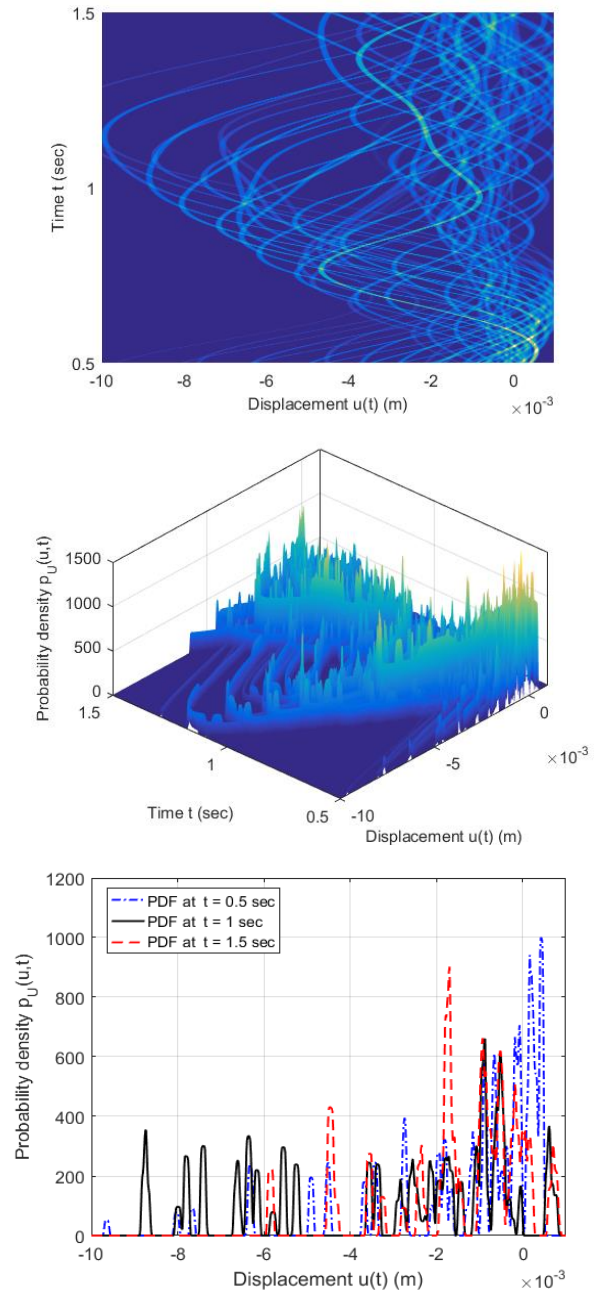 1.5
1
0.5
Time t (sec)
-10 -8 -6 -4 -2 0
Displacement u(t) (m)
×10-3
1500
1000
500
0
Probability density pU(u,t)
1.5
1
0.5
Time t (sec)
-10
-5
0
×10-3
Displacement u(t) (m)
1200
1000
800
600
400
200
0
Probability density pU(u,t)
PDF at t = 0.5 sec
PDF at t = 1 sec
PDF at t = 1.5 sec
-10 -8 -6 -4 -2 0
Displacement u(t) (m)
×10-3